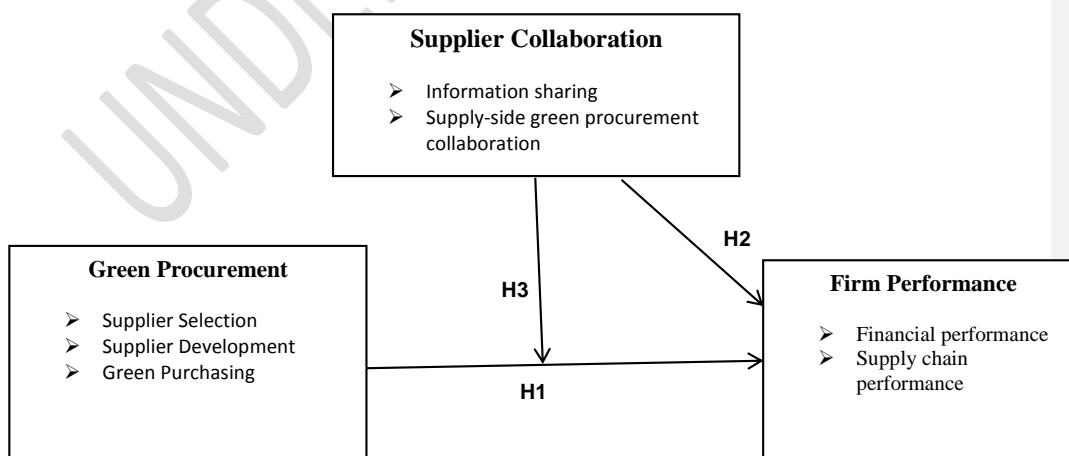 Supplier Collaboration
➢ Information sharing
➢ Supply-side green procurement
collaboration
H2
Green Procurement
➢ Supplier Selection
➢ Supplier Development
➢ Green Purchasing
H3
H1
Firm Performance
➢ Financial performance
➢ Supply chain
performance